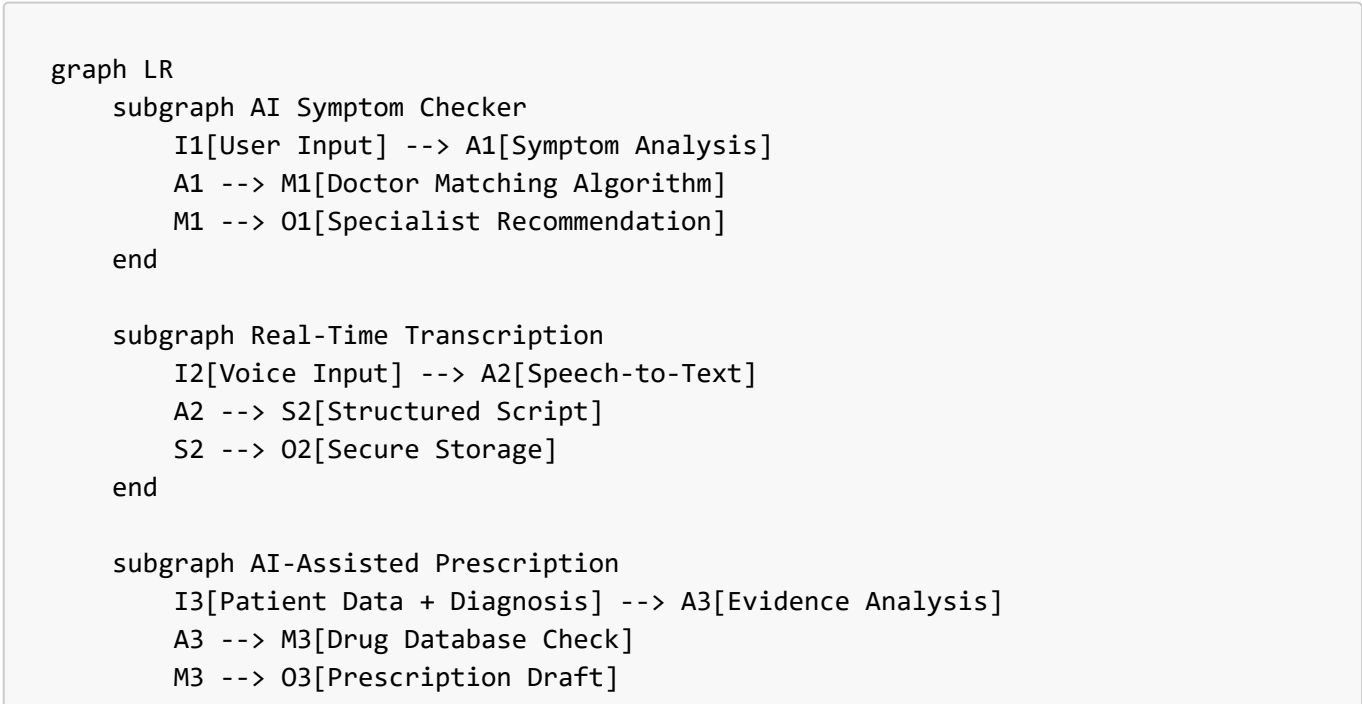 graph LR
subgraph AI Symptom Checker
I1[User Input] --> A1[Symptom Analysis]
A1 --> M1[Doctor Matching Algorithm]
M1 --> O1[Specialist Recommendation]
end
subgraph Real-Time Transcription
I2[Voice Input] --> A2[Speech-to-Text]
A2 --> S2[Structured Script]
S2 --> O2[Secure Storage]
end
subgraph AI-Assisted Prescription
I3[Patient Data + Diagnosis] --> A3[Evidence Analysis]
A3 --> M3[Drug Database Check]
M3 --> O3[Prescription Draft]